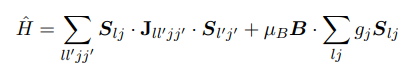 $\hat{H} = \sum_{ll'jj'} \boldsymbol{S}_{lj} \cdot \mathbf{J}_{ll'jj'} \cdot \boldsymbol{S}_{l'j'} + \mu_B \boldsymbol{B} \cdot \sum_{lj} g_j \boldsymbol{S}_{lj}$